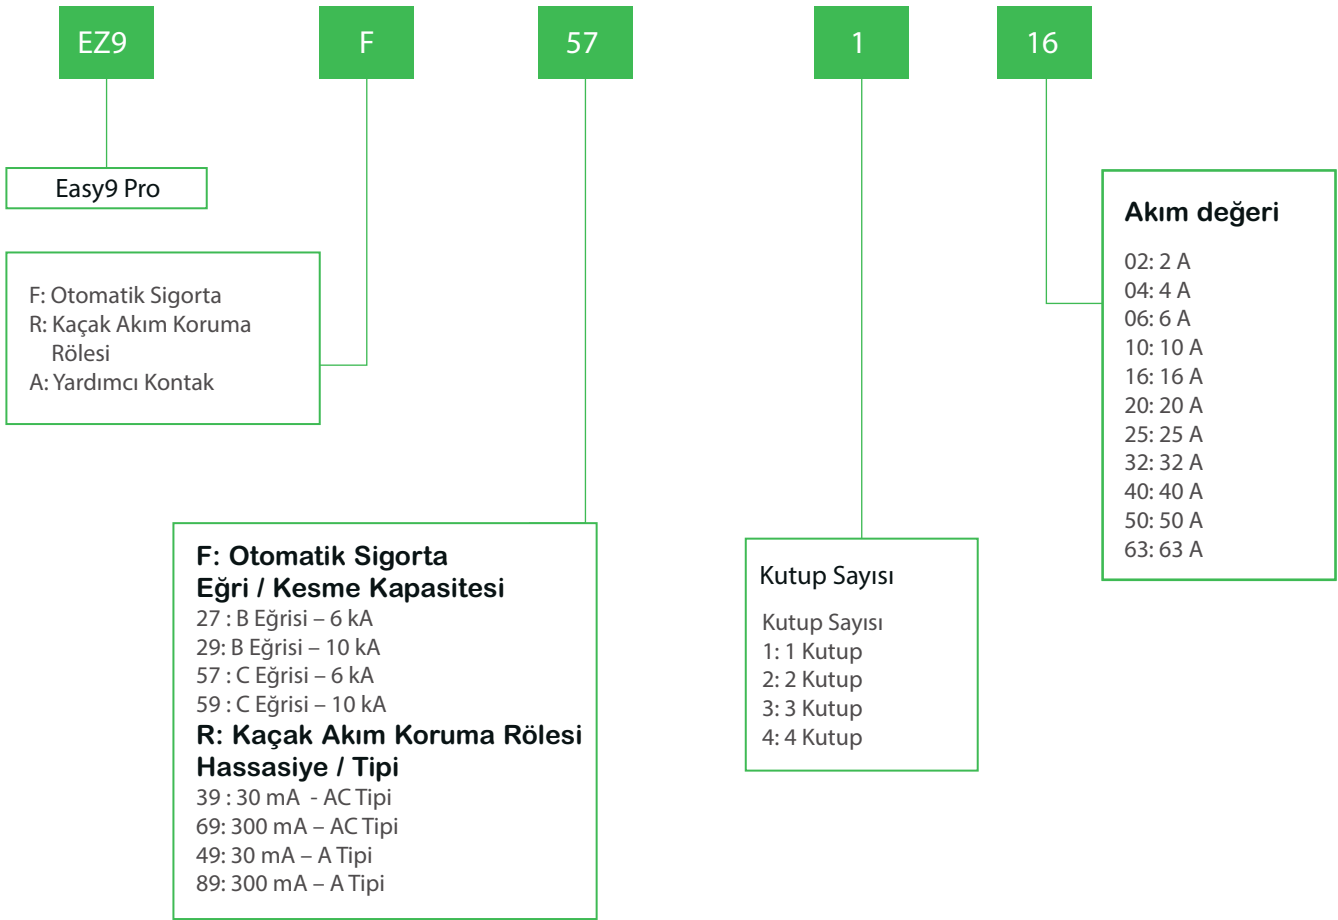 EZ9
F
57
1
16
Easy9 Pro
F: Otomatik Sigorta
R: Kaçak Akım Koruma
Rölesi
A: Yardımcı Kontak
F: Otomatik Sigorta
Eğri / Kesme Kapasitesi
27 : B Eğrisi – 6 kA
29: B Eğrisi – 10 kA
57 : C Eğrisi – 6 kA
59 : C Eğrisi – 10 kA
R: Kaçak Akım Koruma Rölesi
Hassasiye / Tipi
39 : 30 mA  - AC Tipi
69: 300 mA – AC Tipi
49: 30 mA – A Tipi
89: 300 mA – A Tipi
Kutup Sayısı
Kutup Sayısı
1: 1 Kutup
2: 2 Kutup
3: 3 Kutup
4: 4 Kutup
Akım değeri
02: 2 A
04: 4 A
06: 6 A
10: 10 A
16: 16 A
20: 20 A
25: 25 A
32: 32 A
40: 40 A
50: 50 A
63: 63 A